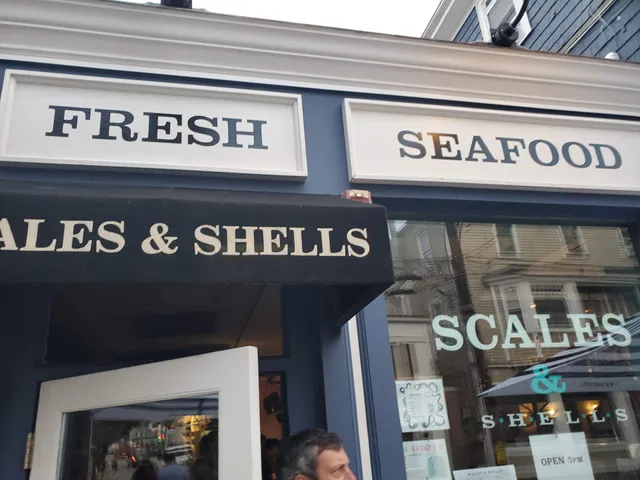 FRESH
SEAFOOD
ALES & SHELLS
SCALES
&
SHELLS
OPEN 5PM